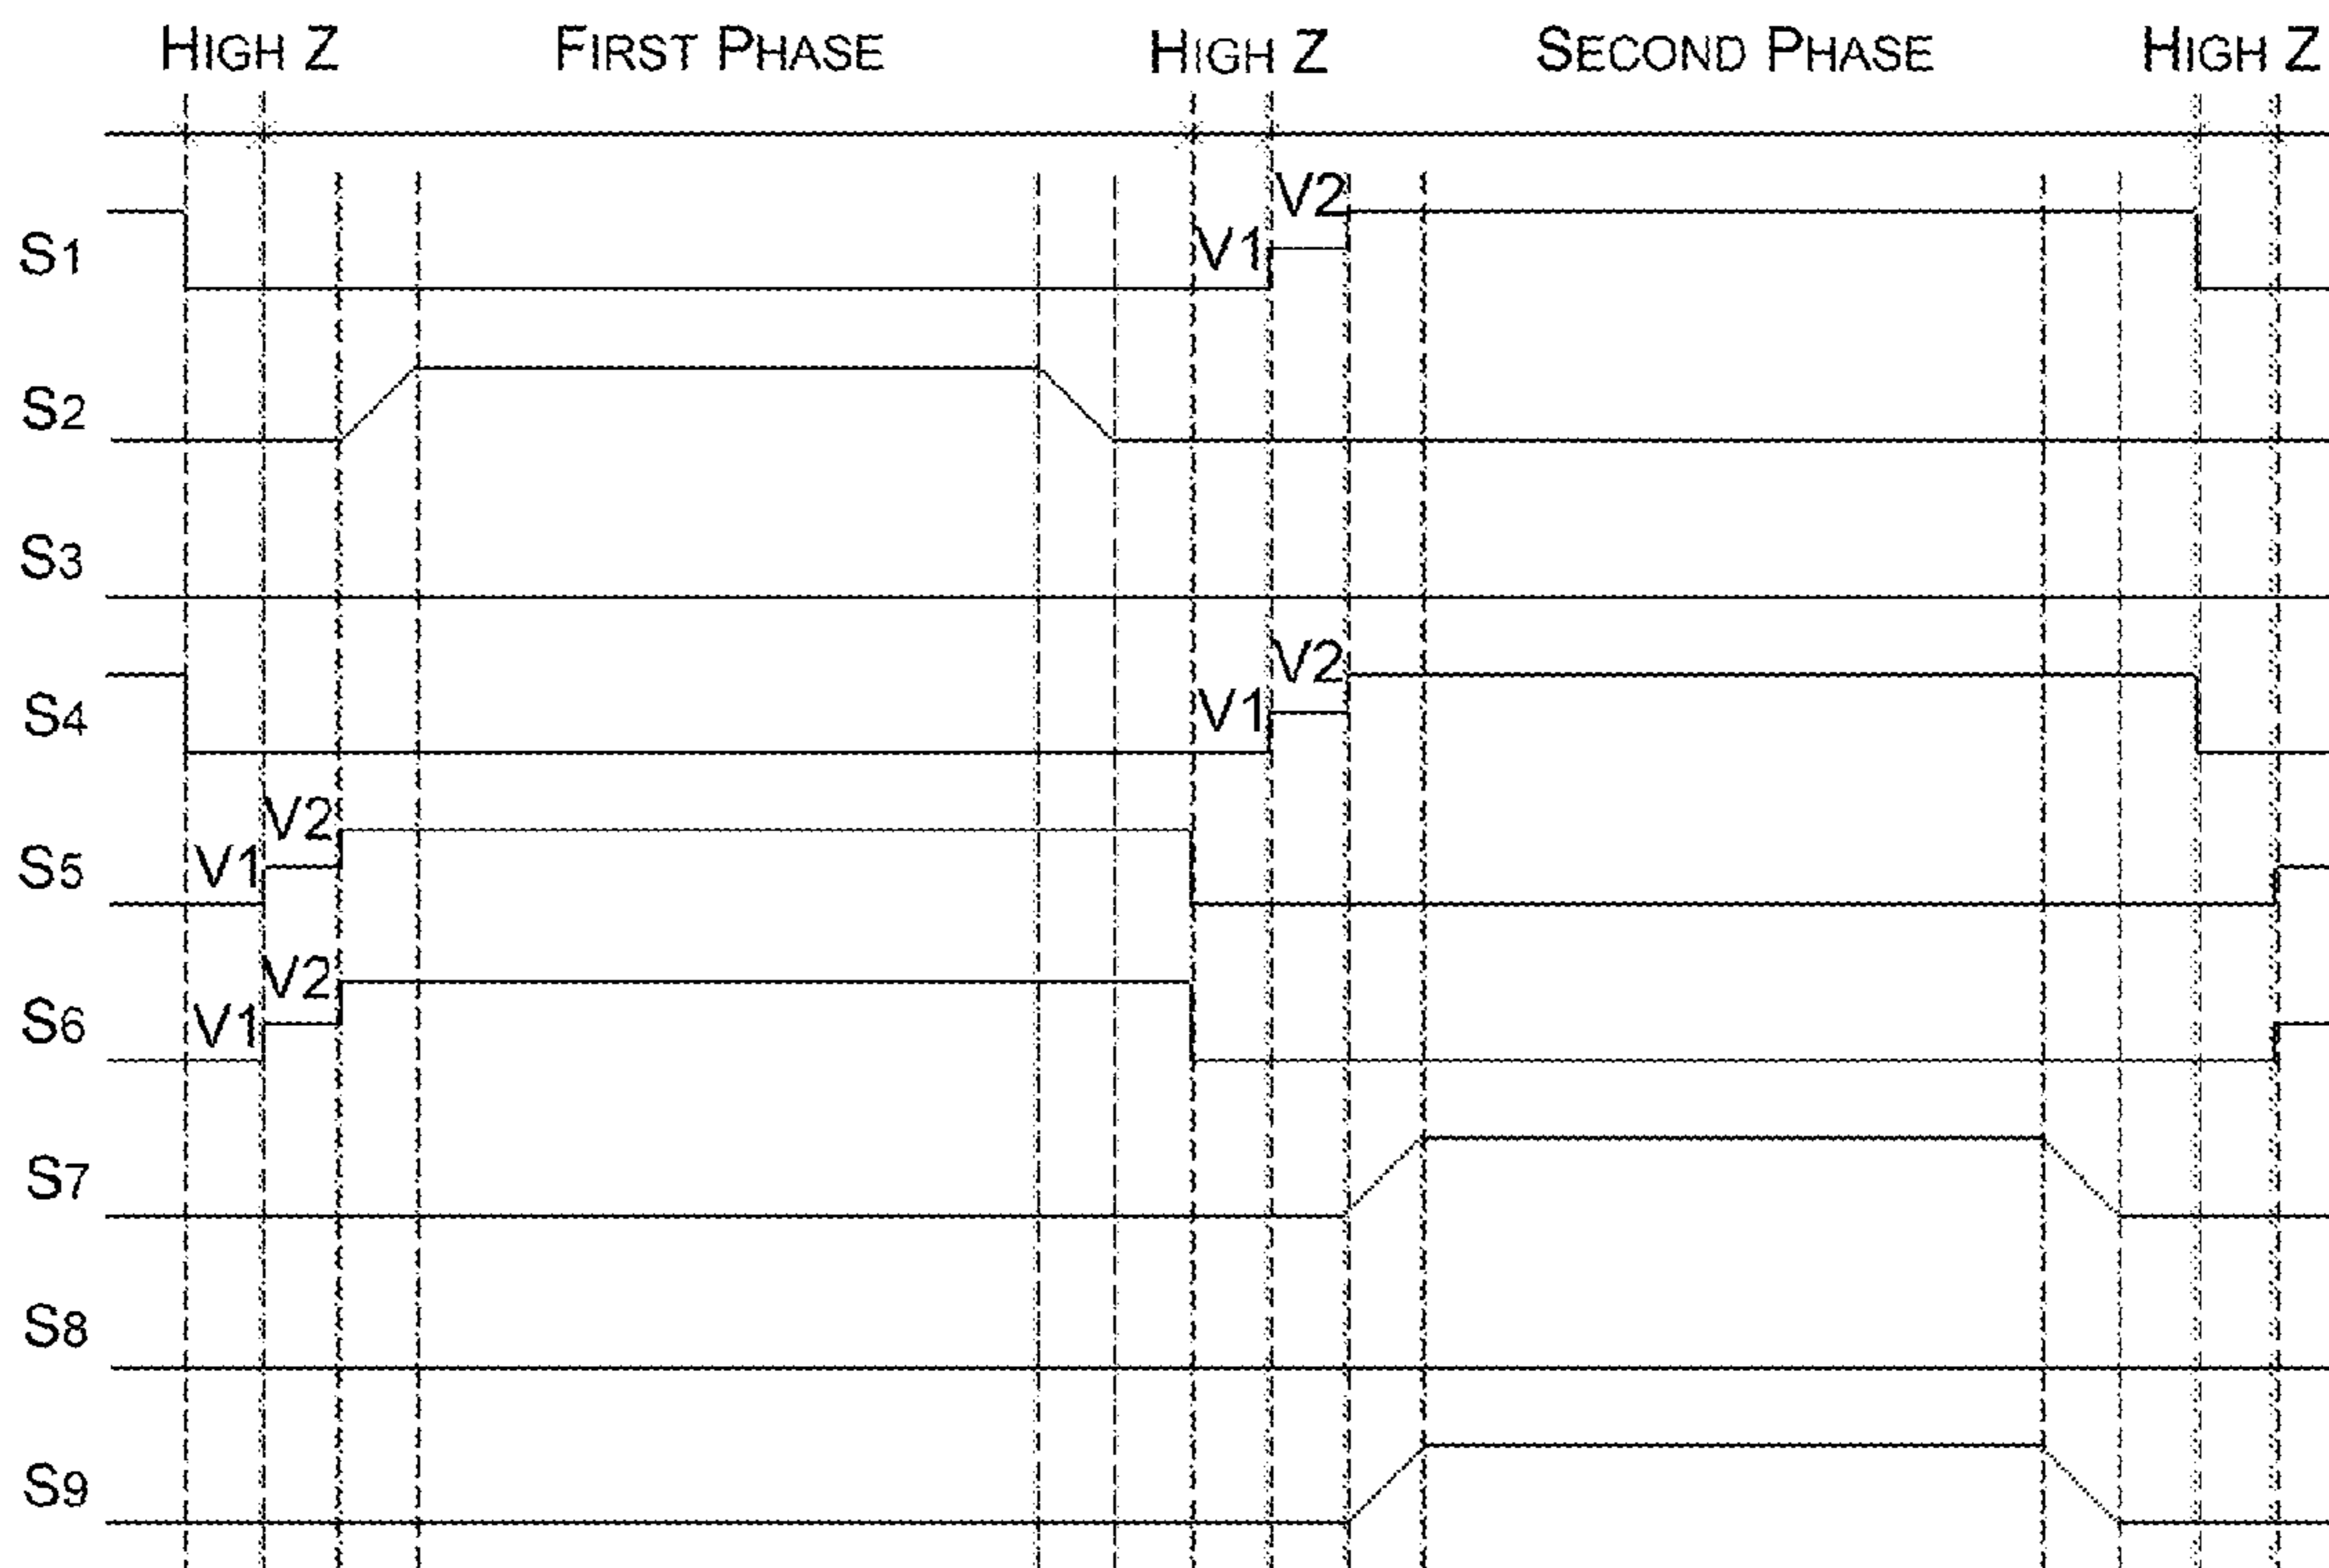 HIGH Z FIRST PHASE HIGH Z SECOND PHASE HIGH Z
V2
S1 V1
S2
S3
V2
S4 V1
V2
S5 V1
V2
S6 V1
S7
S8
S9